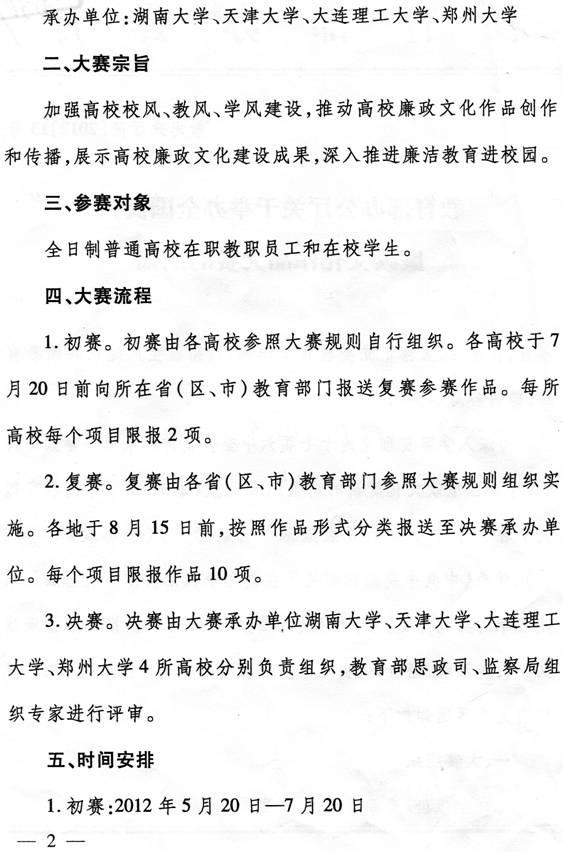 承办单位:湖南大学、天津大学、大连理工大学、郑州大学
二、大赛宗旨
加强高校校风、教风、学风建设,推动高校廉政文化作品创作
和传播,展示高校廉政文化建设成果,深入推进廉洁教育进校园。
三、参赛对象
全日制普通高校在职教职员工和在校学生。
四、大赛流程
1.初赛。初赛由各高校参照大赛规则自行组织。各高校于7
月20日前向所在省(区、市)教育部门报送复赛参赛作品。每所
高校每个项目限报2项。
2.复赛。复赛由各省(区、市)教育部门参照大赛规则组织实
施。各地于8月15日前,按照作品形式分类报送至决赛承办单
位。每个项目限报作品10项。
3.决赛。决赛由大赛承办单位湖南大学、天津大学、大连理工
大学、郑州大学4所高校分别负责组织,教育部思政司、监察局组
织专家进行评审。
五、时间安排
1.初赛:2012年5月20日—7月20日
— 2 —